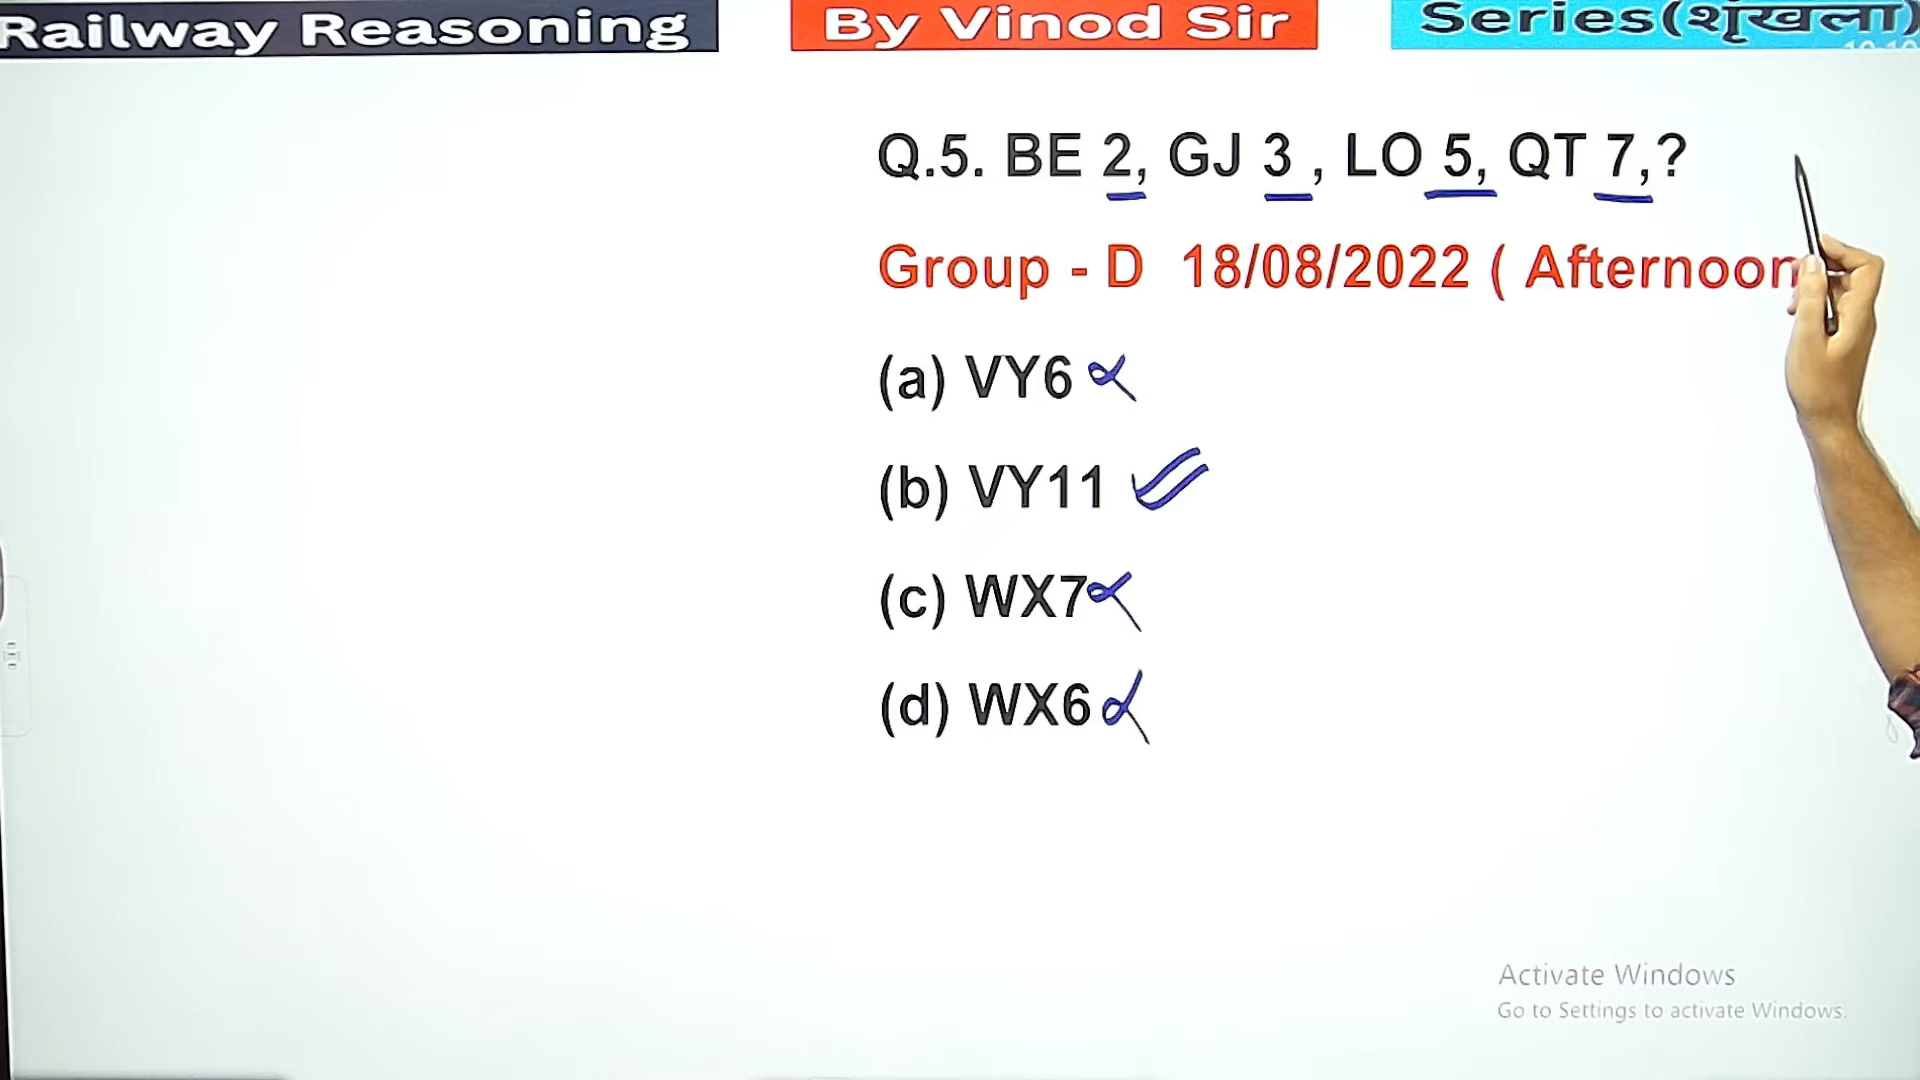 Railway Reasoning
By Vinod Sir
Series(शृंखला)
Q.5. BE 2, GJ 3 , LO 5, QT 7,?
Group - D 18/08/2022 ( Afternoon
(a) VY6
(b) VY11
(c) WX7
(d) WX6
Activate Windows
Go to Settings to activate Windows.